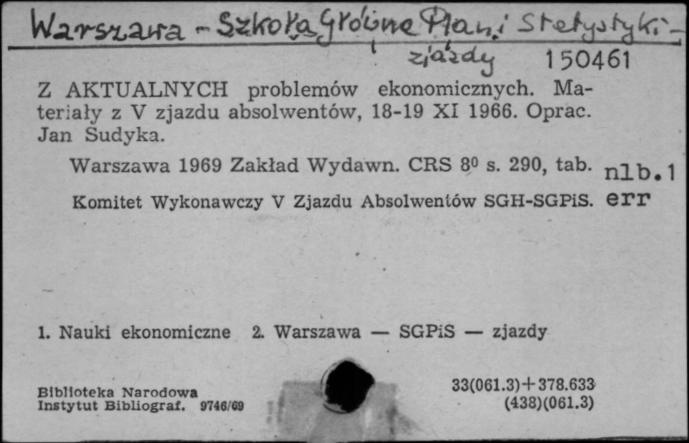 Warszawa - Szkoła Główna Plan. i Statystyki -
zjazdy 150461
Z AKTUALNYCH problemów ekonomicznych. Ma-
teriały z V zjazdu absolwentów, 18-19 XI 1966. Oprac.
Jan Sudyka.
Warszawa 1969 Zakład Wydawn. CRS 8⁰ s. 290, tab. nlb.1
Komitet Wykonawczy V Zjazdu Absolwentów SGH-SGPiS. err
1. Nauki ekonomiczne 2. Warszawa — SGPiS — zjazdy
Biblioteka Narodowa 33(061.3)+378.633
Instytut Bibliograf. 9746/69 (438)(061.3)